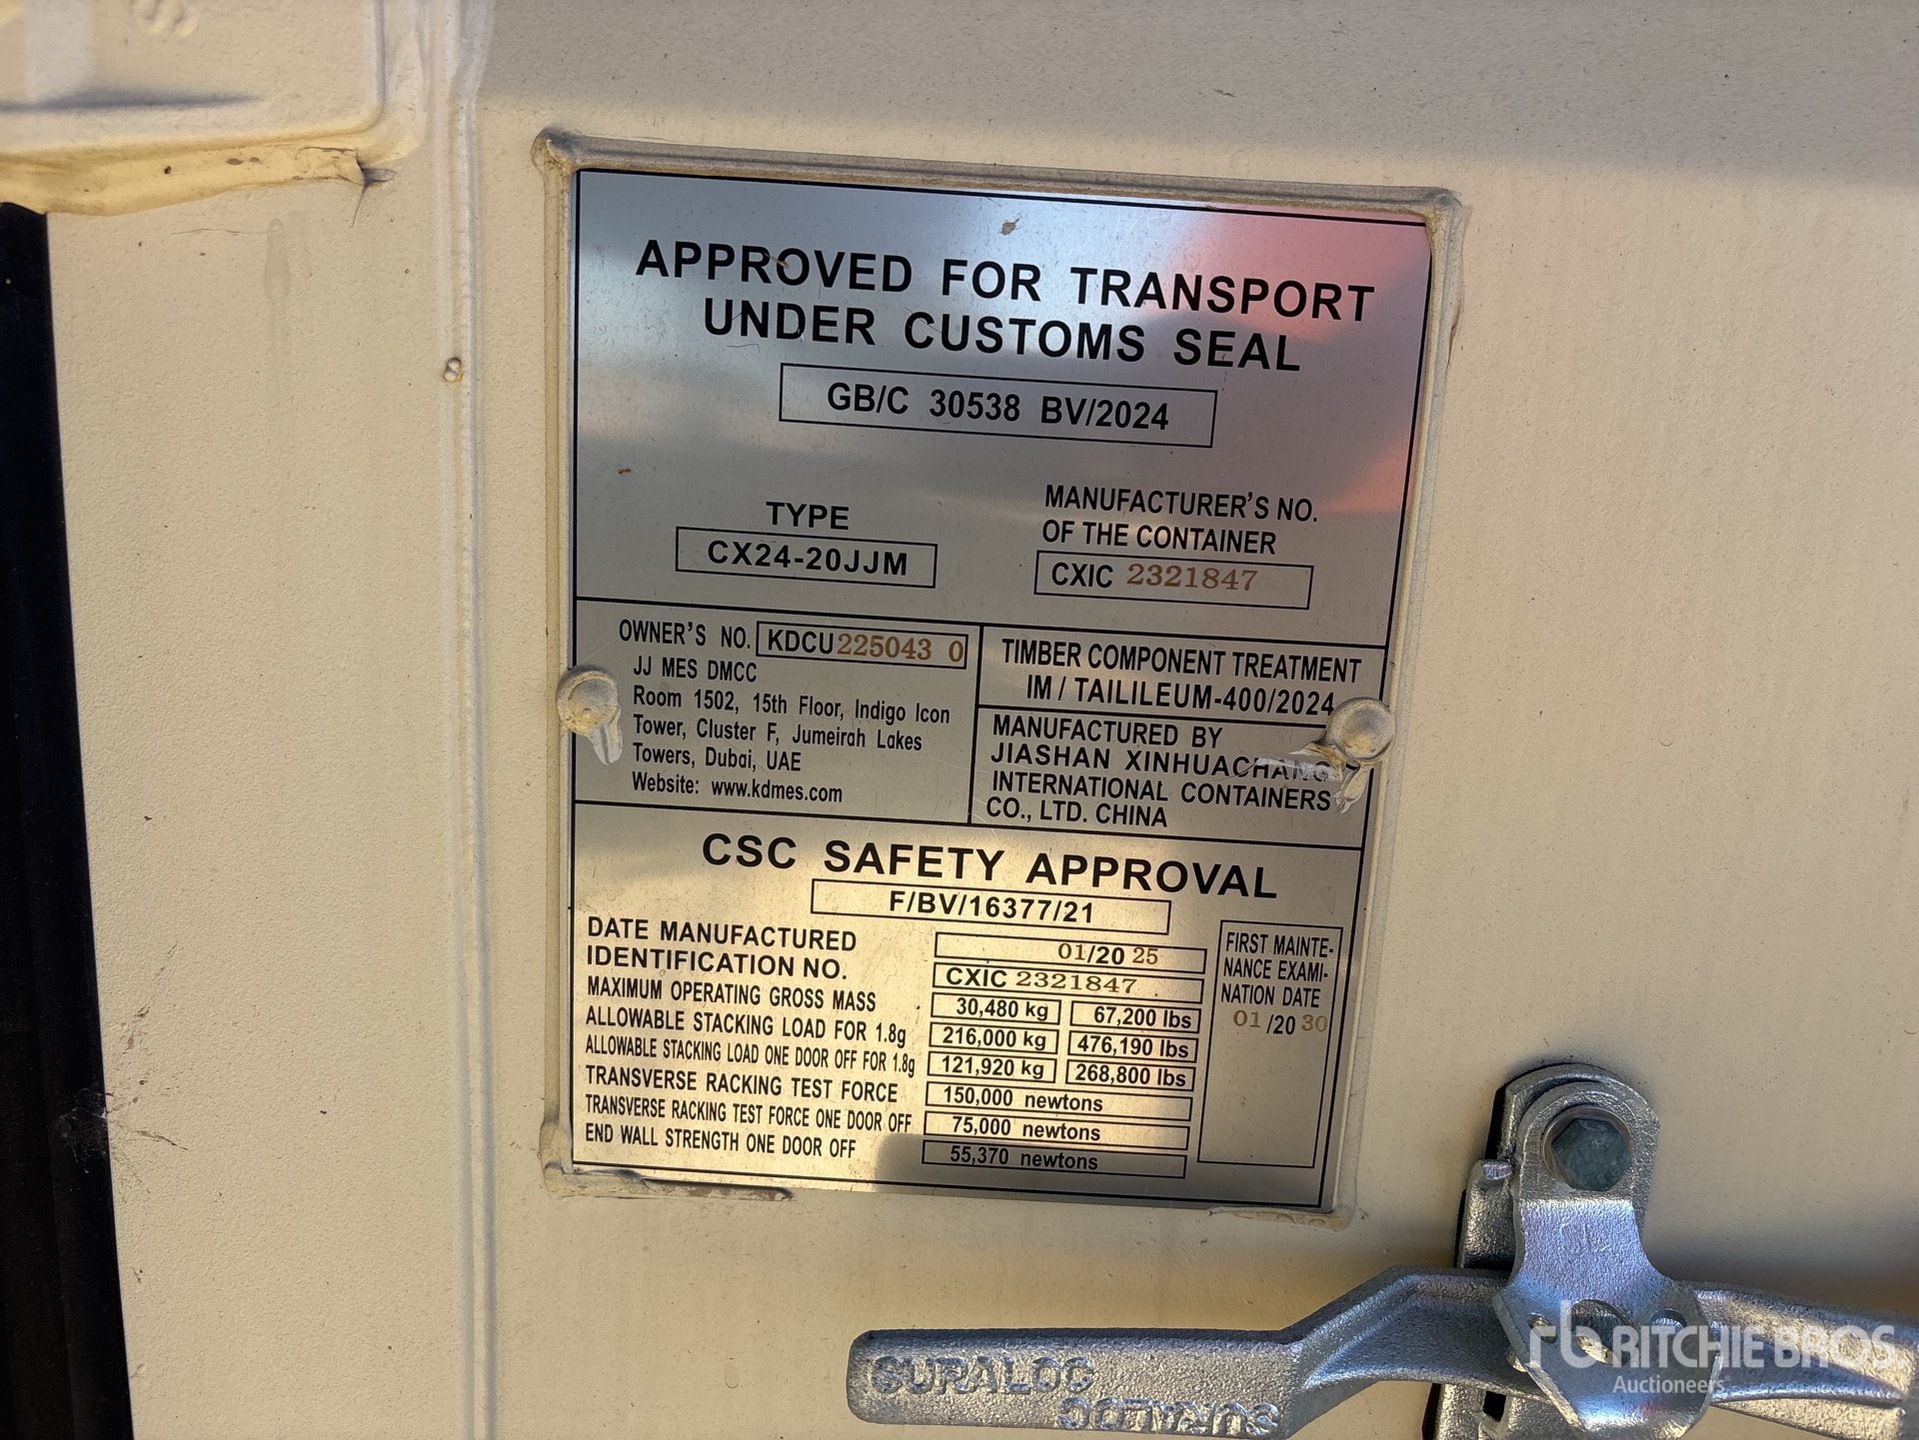 APPROVED FOR TRANSPORT
UNDER CUSTOMS SEAL
GB/C 30538 BV/2024
TYPE
CX24-20JJM
MANUFACTURER'S NO.
OF THE CONTAINER
CXIC 2321847
OWNER'S NO. KDCU 225043 0
JJ MES DMCC
Room 1502, 15th Floor, Indigo Icon
Tower, Cluster F, Jumeirah Lakes
Towers, Dubai, UAE
Website: www.kdmes.com
TIMBER COMPONENT TREATMENT
IM / TAILILEUM-400/2024
MANUFACTURED BY
JIASHAN XINHUACHANG
INTERNATIONAL CONTAINERS
CO., LTD. CHINA
CSC SAFETY APPROVAL
F/BV/16377/21
DATE MANUFACTURED 01/20 25
IDENTIFICATION NO. CXIC 2321847
MAXIMUM OPERATING GROSS MASS 30,480 kg 67,200 lbs
ALLOWABLE STACKING LOAD FOR 1.8g 216,000 kg 476,190 lbs
ALLOWABLE STACKING LOAD ONE DOOR OFF FOR 1.8g 121,920 kg 268,800 lbs
TRANSVERSE RACKING TEST FORCE 150,000 newtons
TRANSVERSE RACKING TEST FORCE ONE DOOR OFF 75,000 newtons
END WALL STRENGTH ONE DOOR OFF 55,370 newtons
FIRST MAINTE-
NANCE EXAMI-
NATION DATE
01 /20 30
SURALOC
SURALOC
rb RITCHIE BROS.
Auctioneers